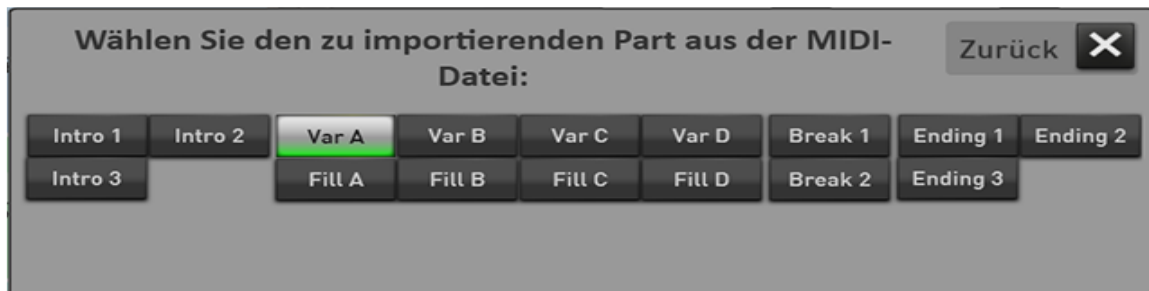 Wählen Sie den zu importierenden Part aus der MIDI-
Datei:
Zurück
Intro 1 Intro 2 Var A Var B Var C Var D Break 1 Ending 1 Ending 2
Intro 3 Fill A Fill B Fill C Fill D Break 2 Ending 3